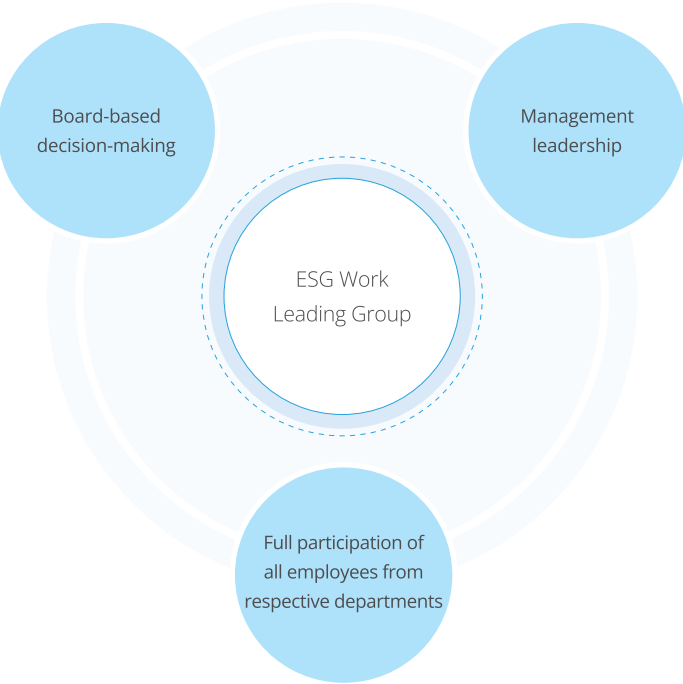 Board-based
decision-making
Management
leadership
ESG Work
Leading Group
Full participation of
all employees from
respective departments